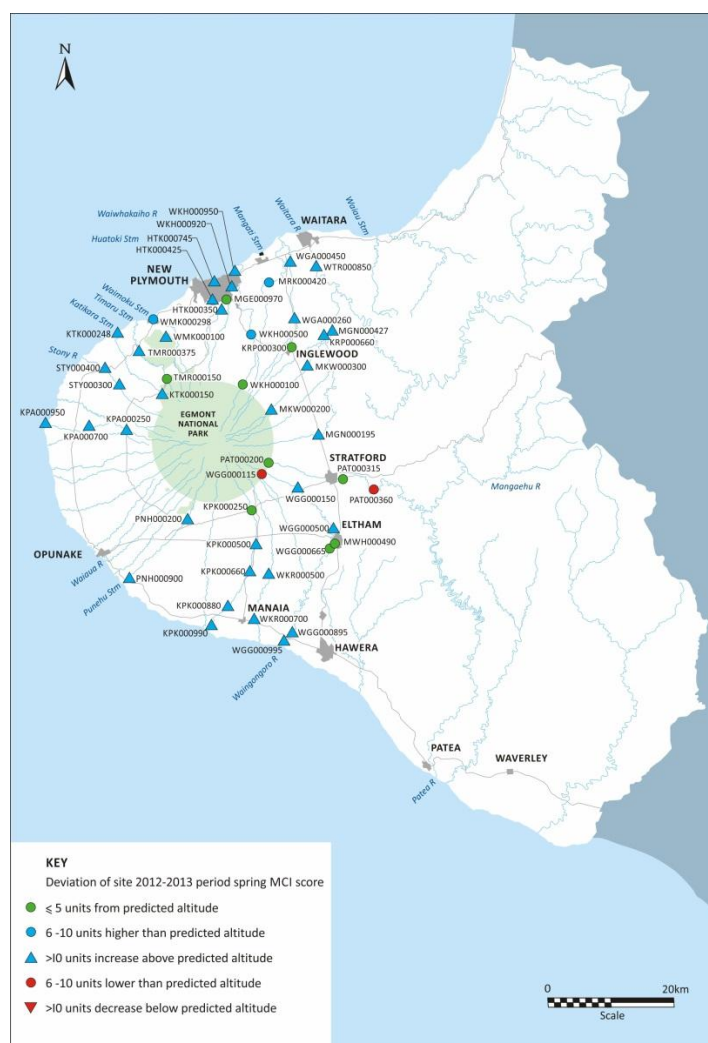 N
WKH000950
Waiwhakaiho R
WKH000920
Mangati Stm
Waitara R
Waiau Stm
WAITARA
Huatoki Stm
HTK000745
HTK000425
WGA000450
WTR000850
NEW
PLYMOUTH
MRK000420
MGE000970
Waimoku Stm
Timaru Stm
Katikara Stm
HTK000350
WMK000298
WGA000260
MGN000427
KTK000248
WMK000100
WKH000500
KRP000660
KRP000300
INGLEWOOD
TMR000375
Stony R
STY000400
MKW000300
TMR000150
WKH000100
STY000300
KTK000150
KPA000950
KPA000250
EGMONT
NATIONAL
PARK
MKW000200
KPA000700
MGN000195
PAT000200
STRATFORD
WGG000115
PAT000315
Mangaehu R
WGG000150
PAT000360
KPK000250
PNH000200
WGG000500
ELTHAM
OPUNAKE
KPK000500
MWH000490
WGG000665
Waiaua R
KPK000660
WKR000500
Punehu Stm
PNH000900
KPK000880
MANAIA
WKR000700
KPK000990
WGG000895
WGG000995
HAWERA
Waingongoro R
PATEA
WAVERLEY
Patea R
KEY
Deviation of site 2012-2013 period spring MCI score
⩽ 5 units from predicted altitude
6 -10 units higher than predicted altitude
>I0 units increase above predicted altitude
6 -10 units lower than predicted altitude
>I0 units decrease below predicted altitude
0
20km
Scale